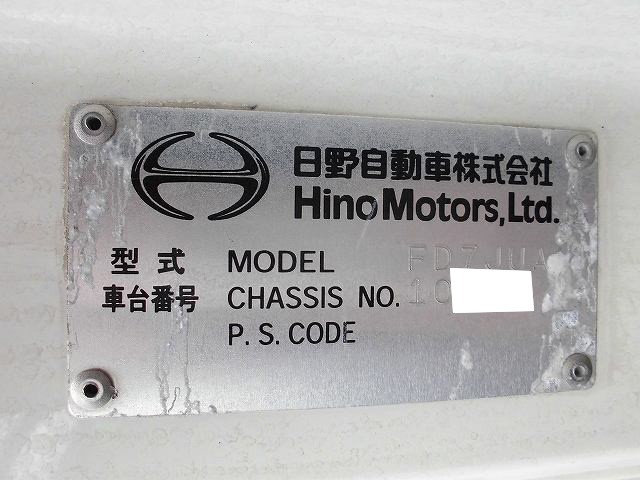 日野自動車株式会社
Hino Motors, Ltd.
型式 MODEL FD7JUA
車台番号 CHASSIS NO. 10
P.S.CODE